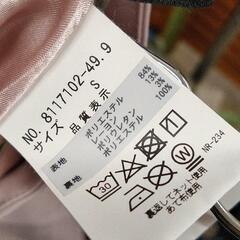 NO. 8117102-49.9
サイズ S
品質表示
表地 ポリエステル 84%
レーヨン 13%
ポリウレタン 3%
裏地 ポリエステル 100%
30
W
裏返してネット使用
あて布使用
NR-234